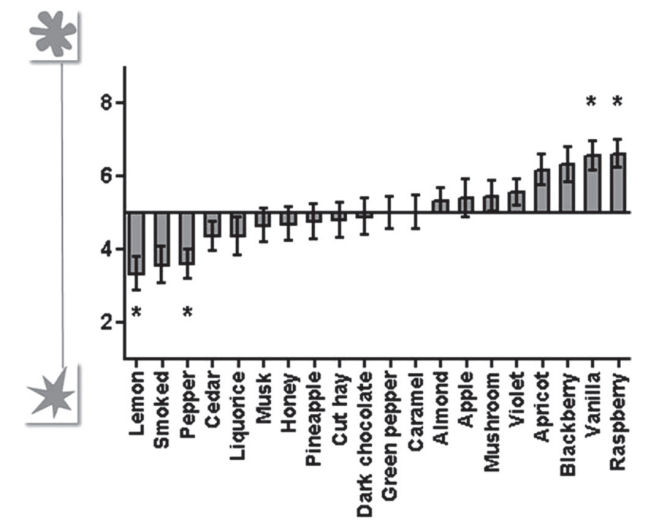 8
6
4
2
* *
* *
Lemon
Smoked
Pepper
Cedar
Liquorice
Musk
Honey
Pineapple
Cut hay
Dark chocolate
Green pepper
Caramel
Almond
Apple
Mushroom
Violet
Apricot
Blackberry
Vanilla
Raspberry